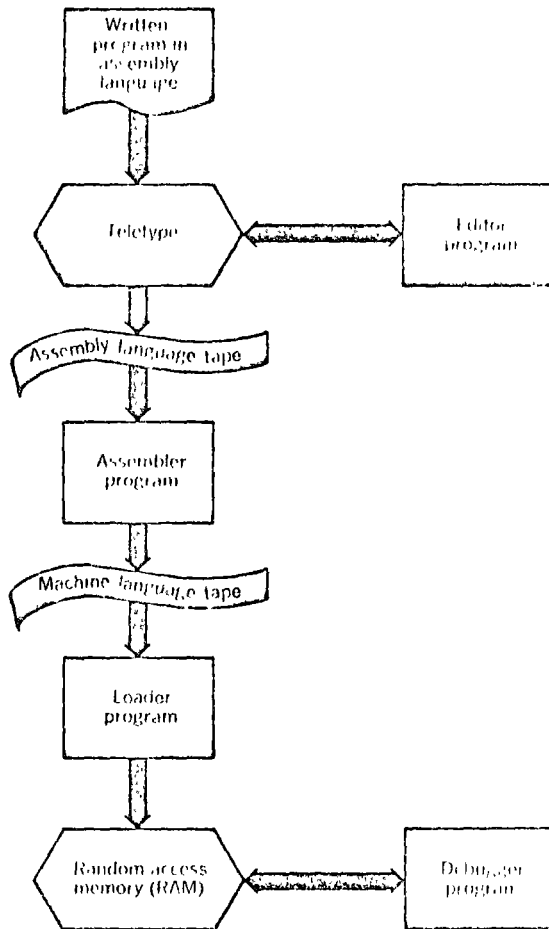 Written
program in
assembly
language
Teletype
Editor
program
Assembly language tape
Assembler
program
Machine language tape
Loader
program
Random access
memory (RAM)
Debugger
program